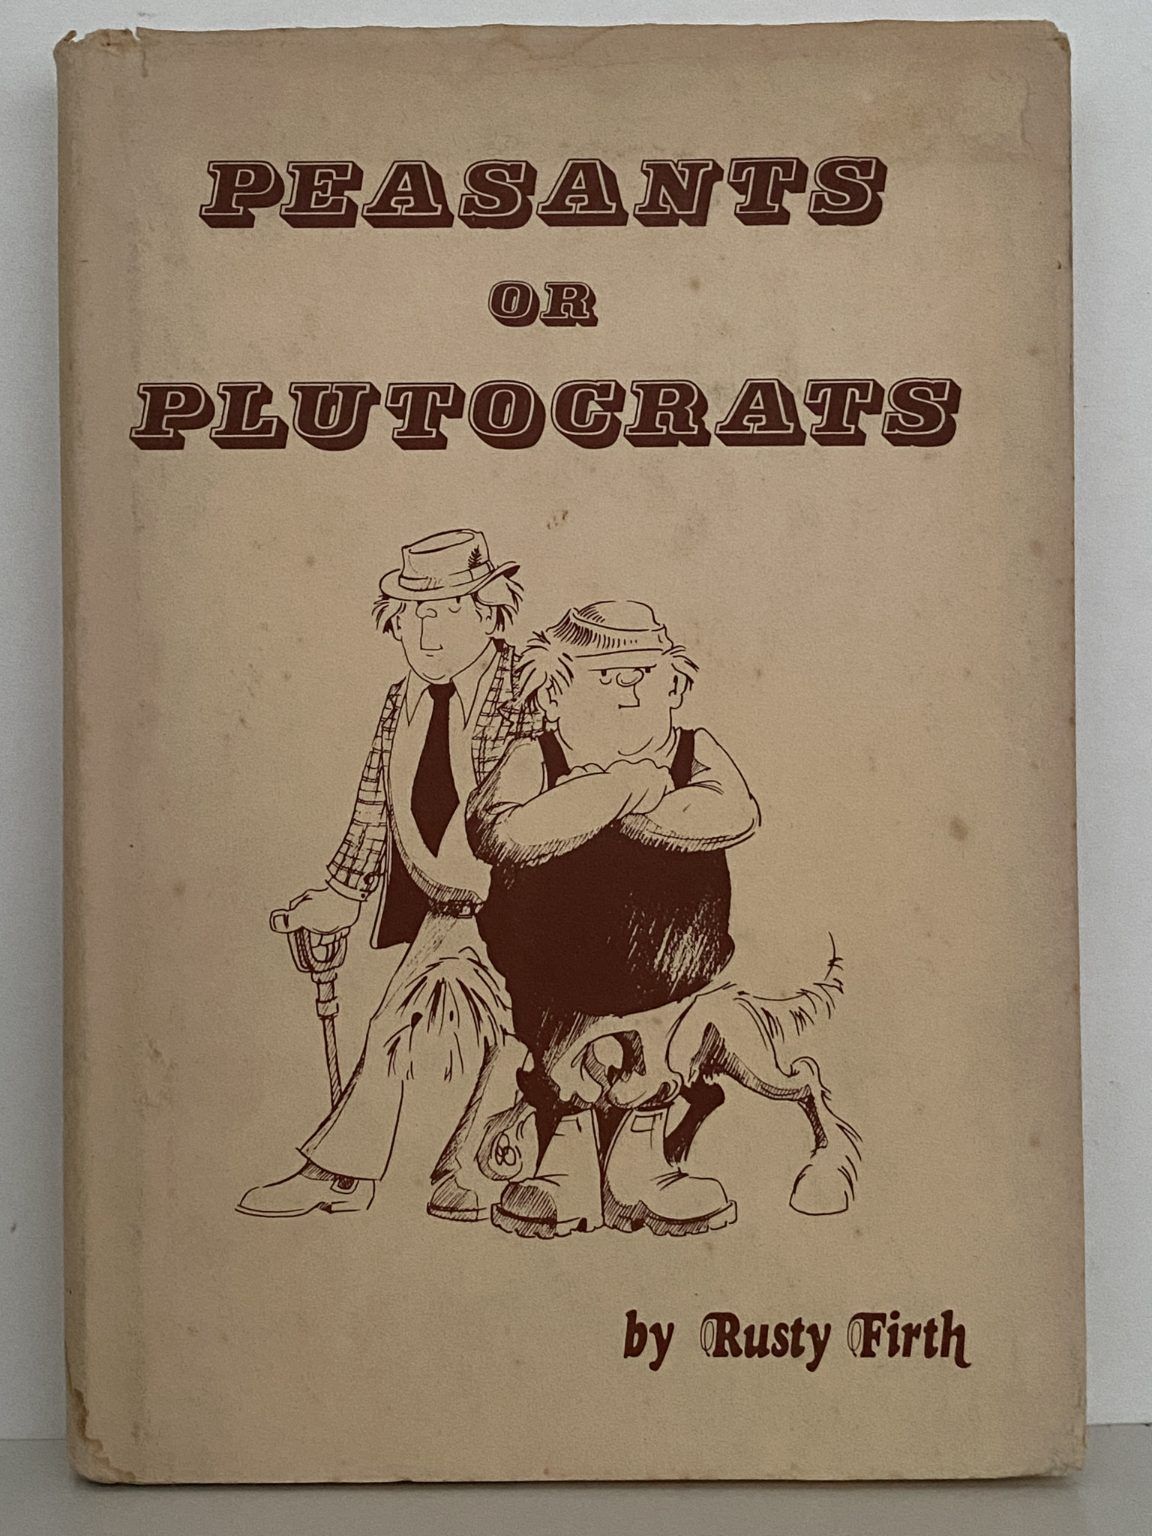 PEASANTS
OR
PLUTOCRATS
by Rusty Firth